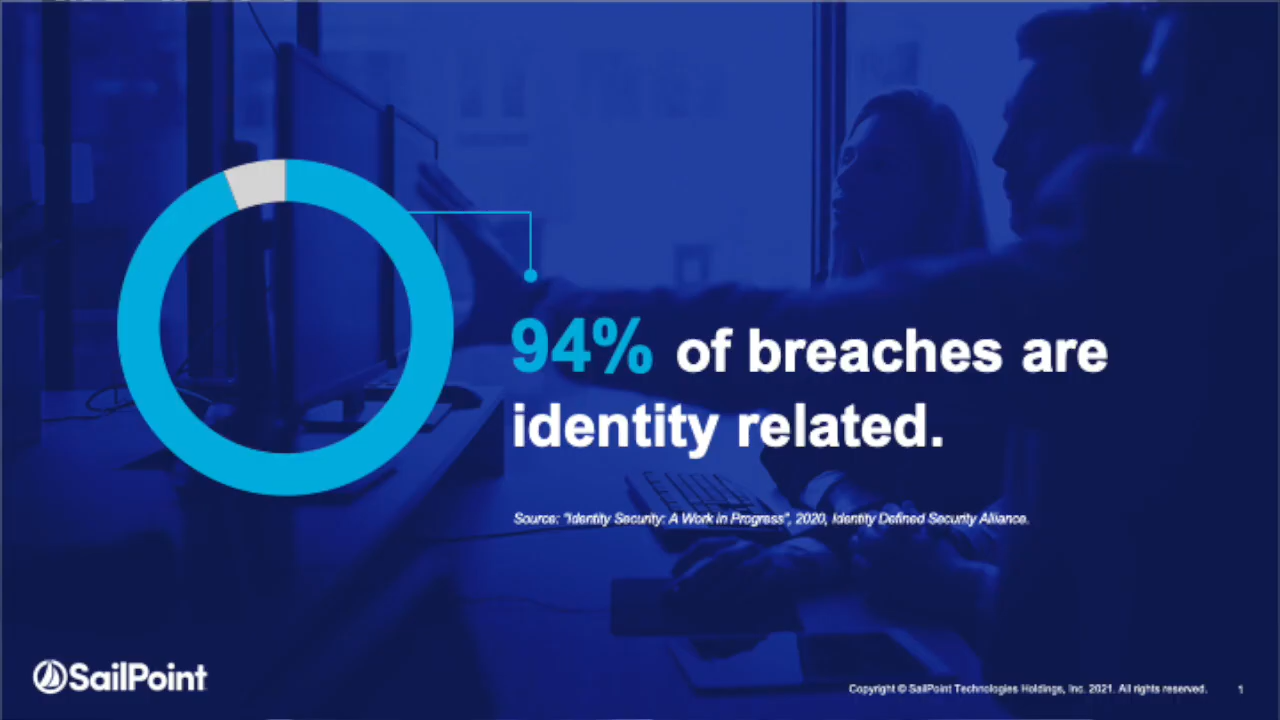 94% of breaches are
identity related.
Source: "Identity Security: A Work in Progress", 2020, Identity Defined Security Alliance.
SailPoint
Copyright © SailPoint Technologies Holdings, Inc. 2021. All rights reserved. 1